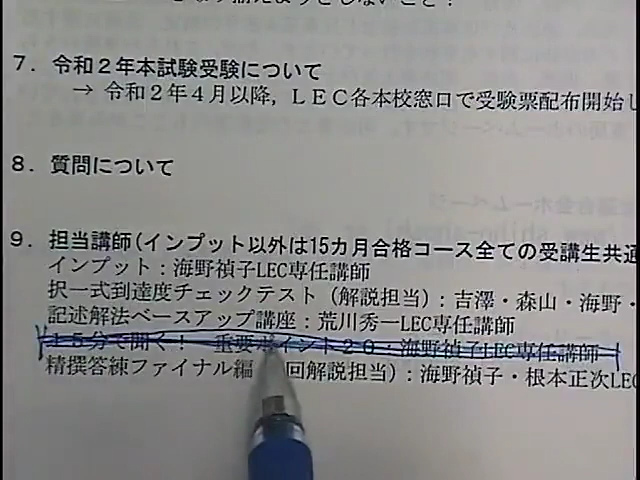 ７．令和２年本試験受験について
→ 令和２年４月以降，ＬＥＣ各本校窓口で受験票配布開始し
８．質問について
９．担当講師（インプット以外は15カ月合格コース全ての受講生共通
インプット：海野禎子LEC専任講師
択一式到達度チェックテスト（解説担当）：吉澤・森山・海野・
記述解法ベースアップ講座：荒川秀一LEC専任講師
１５分で聞く！ 重要ポイント２０：海野禎子LEC専任講師
精撰答練ファイナル編 回解説担当）：海野禎子・根本正次LEC